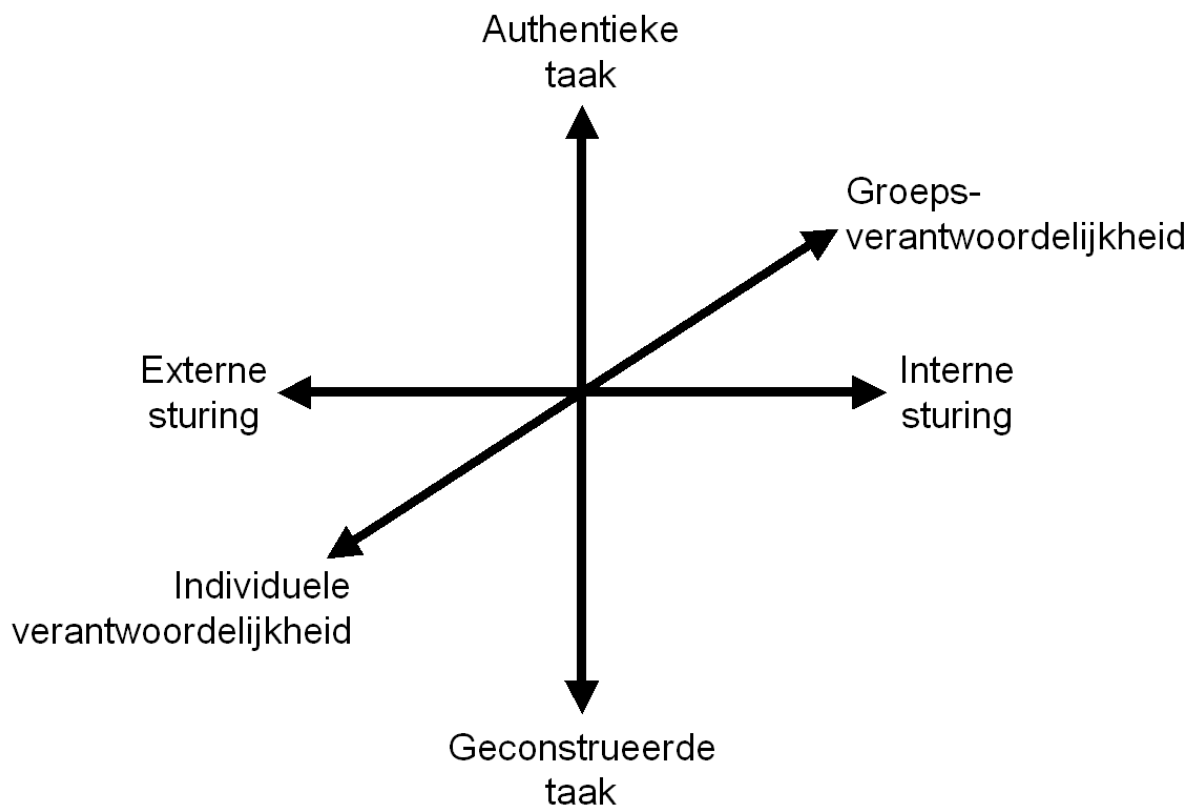 Authentieke
taak
Groeps-
verantwoordelijkheid
Externe
sturing
Interne
sturing
Individuele
verantwoordelijkheid
Geconstrueerde
taak